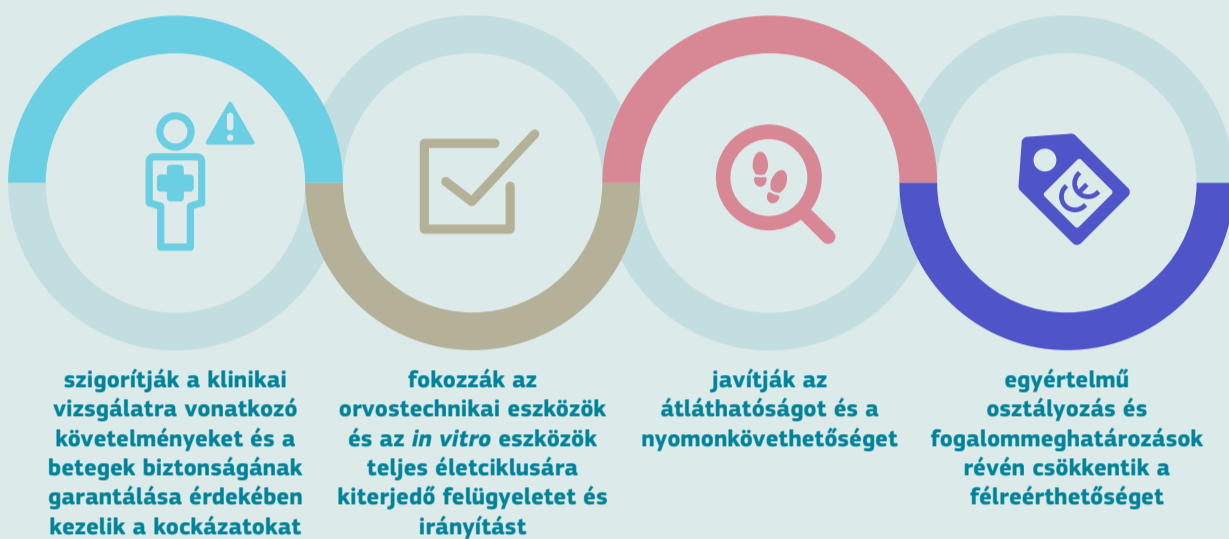 CE
szigorítják a klinikai
vizsgálatra vonatkozó
követelményeket és a
betegek biztonságának
garantálása érdekében
kezelik a kockázatokat
fokozzák az
orvostechnikai eszközök
és az in vitro eszközök
teljes életciklusára
kiterjedő felügyeletet és
irányítást
javítják az
átláthatóságot és a
nyomonkövethetőséget
egyértelmű
osztályozás és
fogalommeghatározások
révén csökkentik a
félreérthetőséget